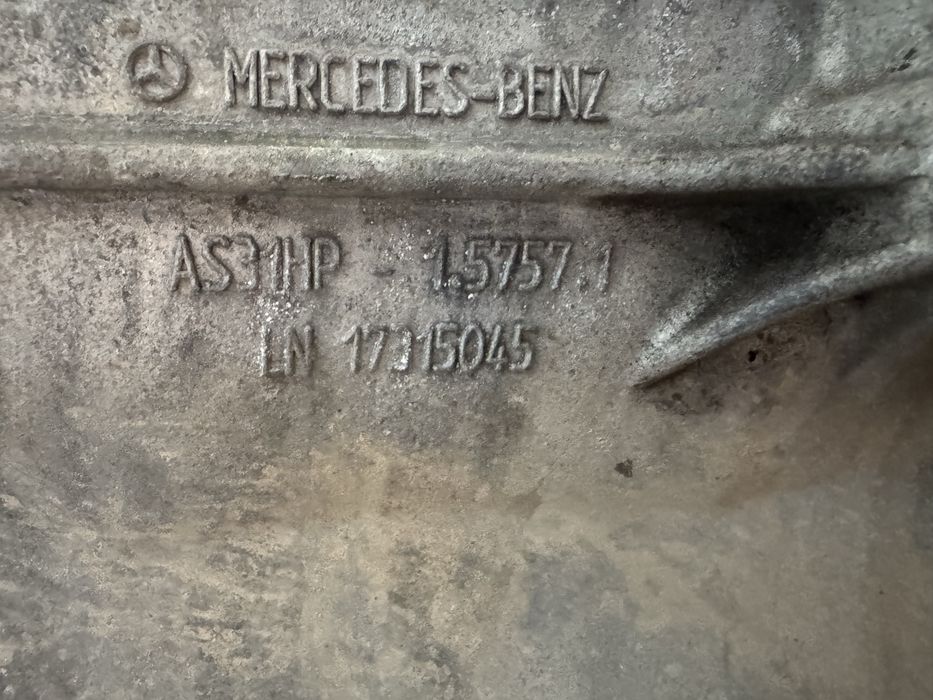 MERCEDES-BENZ
AS31HP - 1.5757.1
LN 17315045